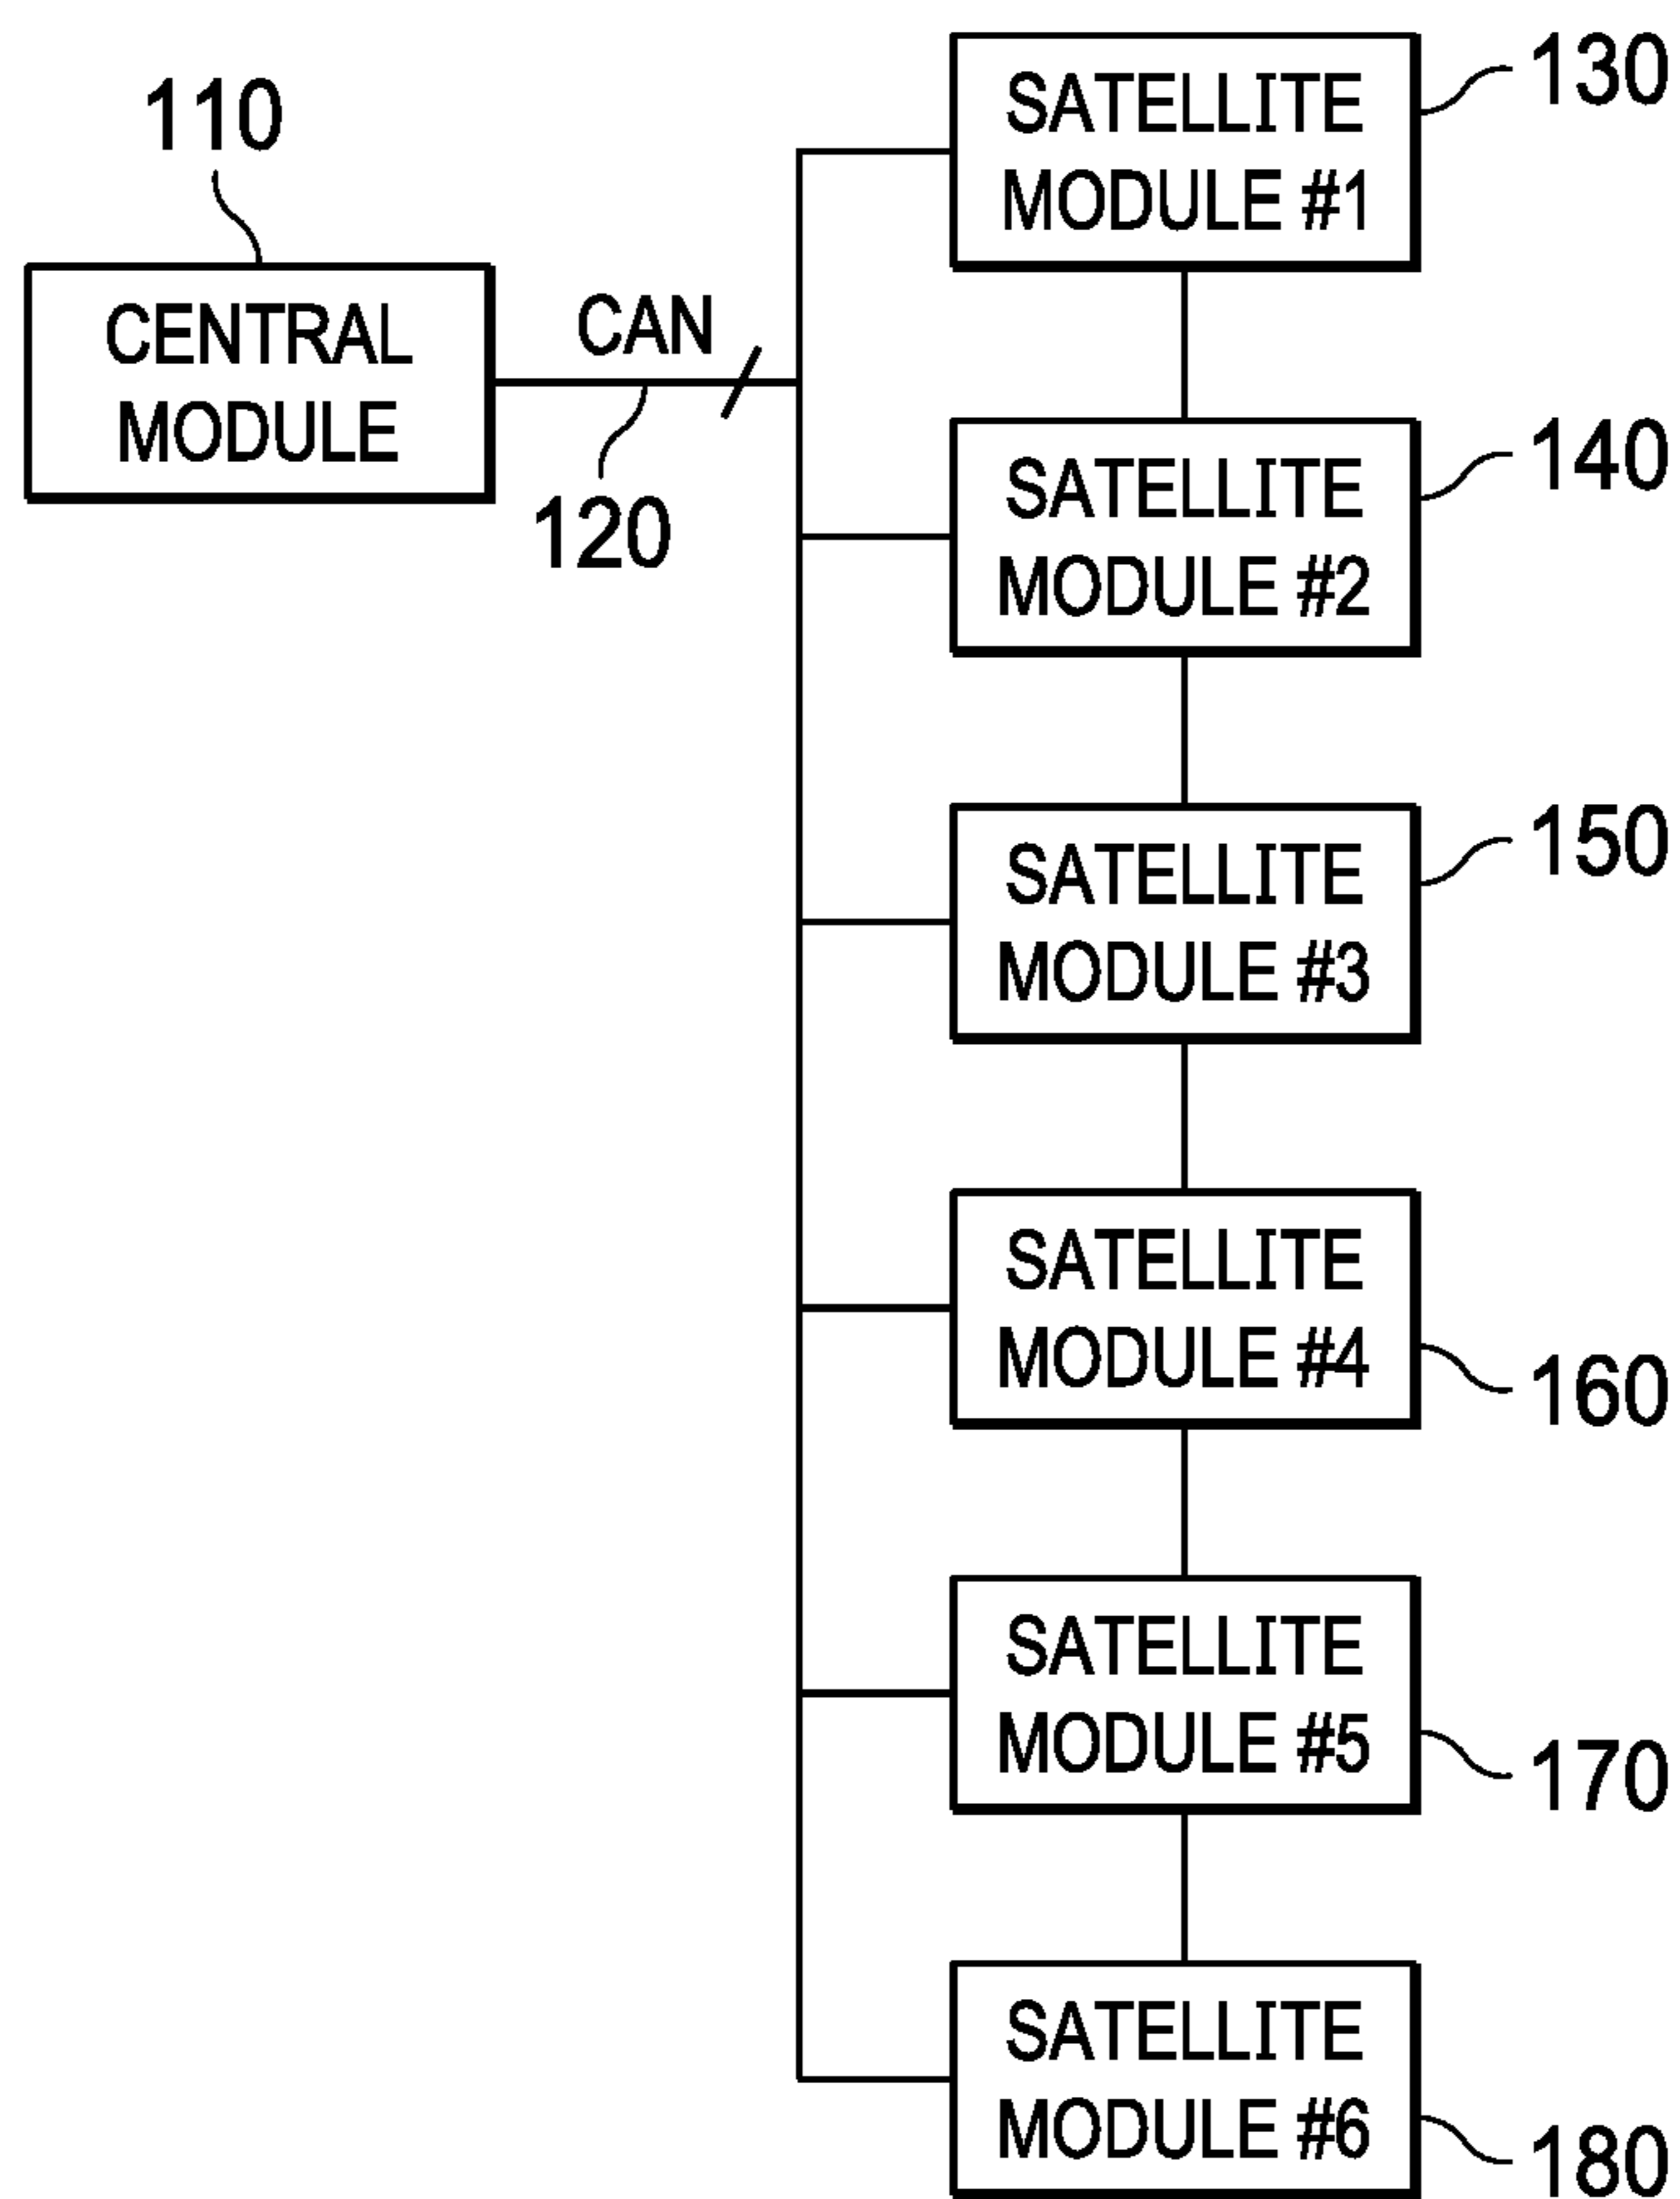 110
CENTRAL
MODULE
CAN
120
SATELLITE
MODULE #1
130
SATELLITE
MODULE #2
140
SATELLITE
MODULE #3
150
SATELLITE
MODULE #4
160
SATELLITE
MODULE #5
170
SATELLITE
MODULE #6
180